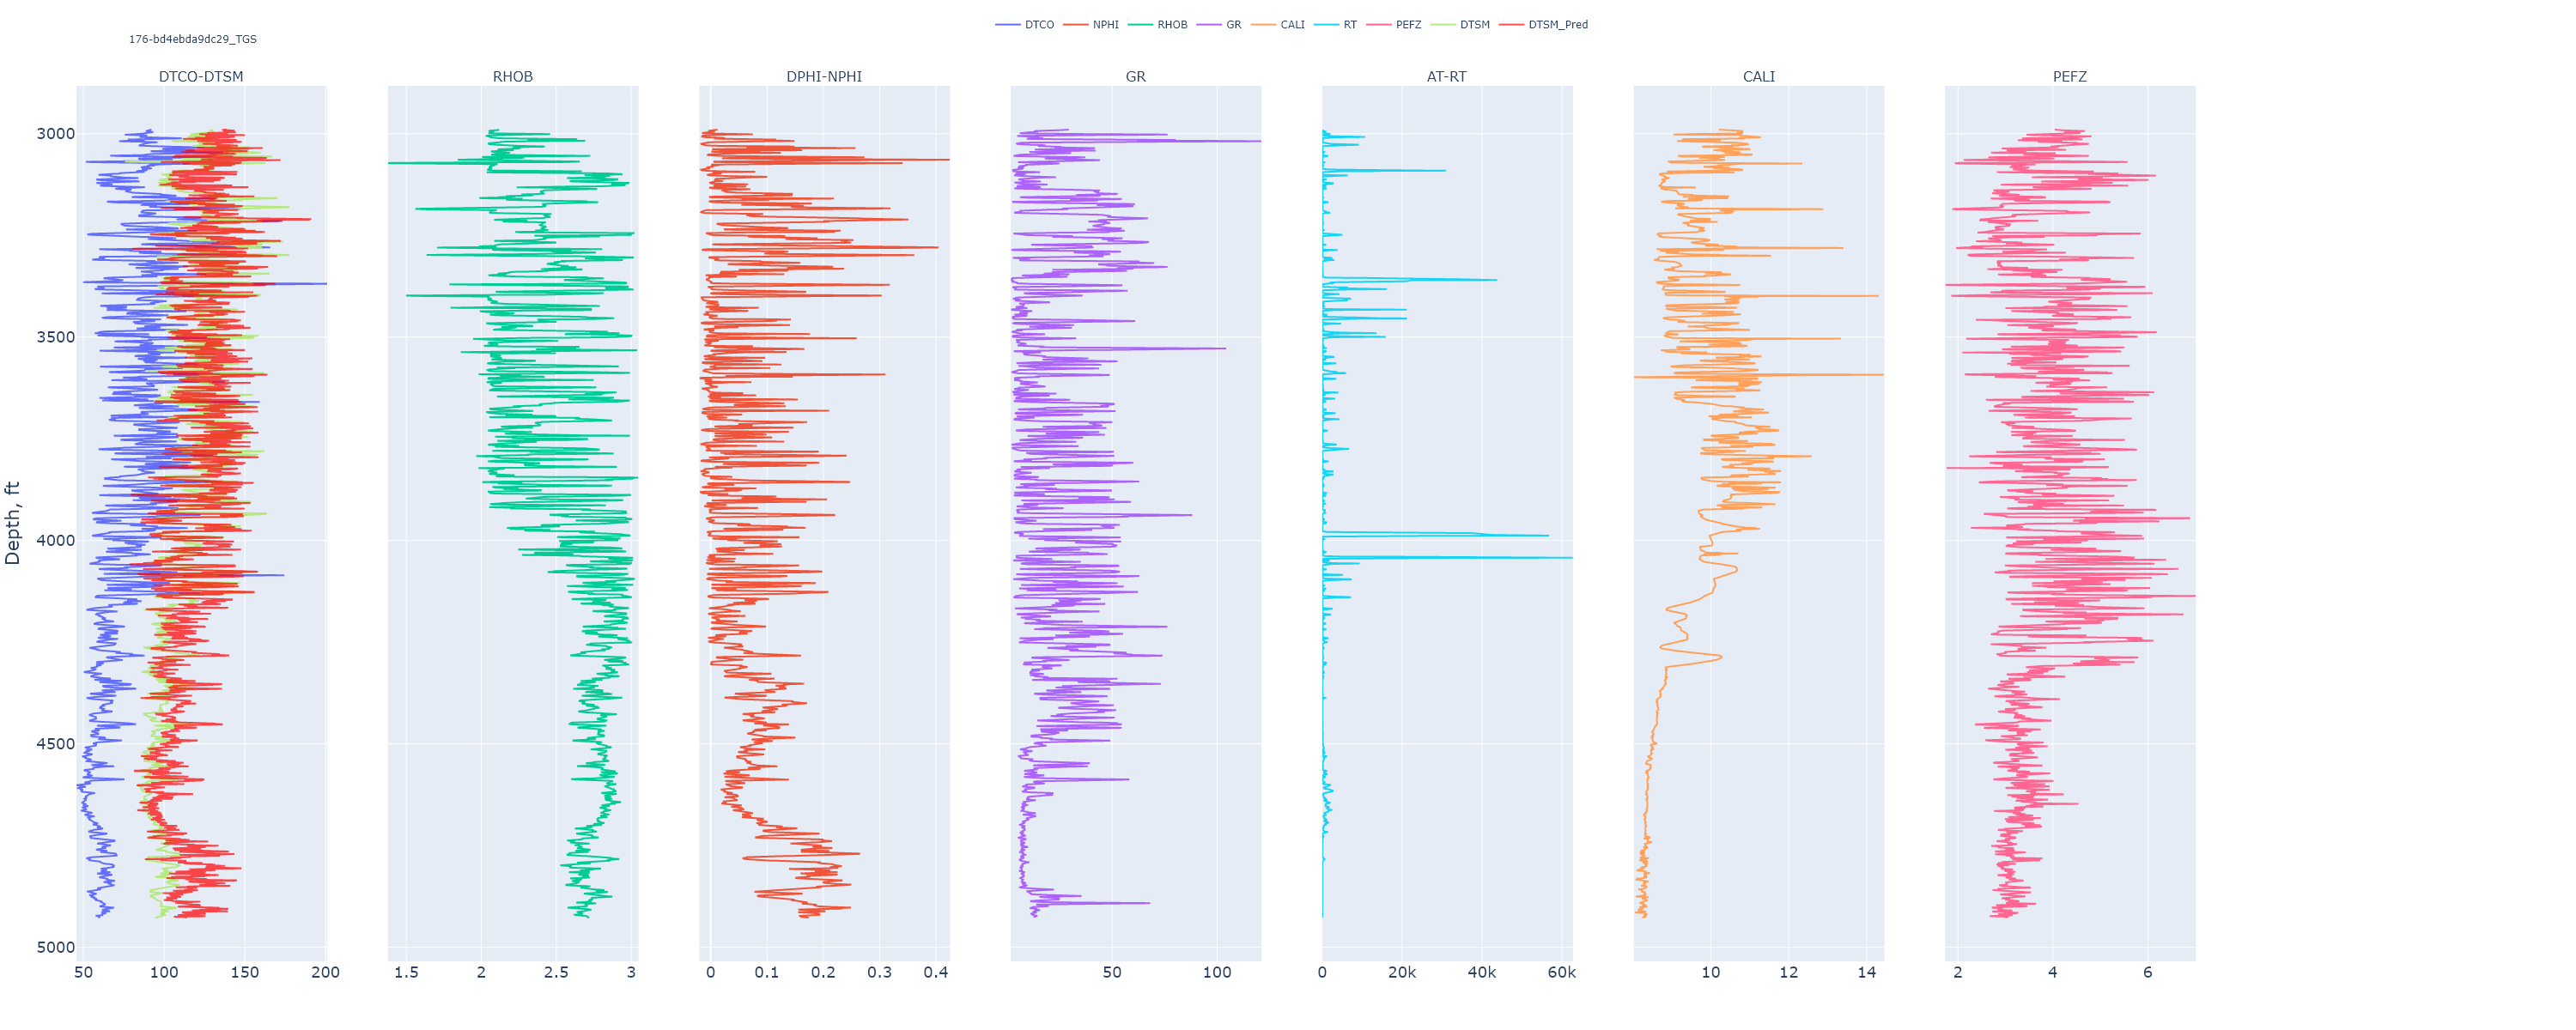 DTCO NPHI RHOB GR CALI RT PEFZ DTSM DTSM_Pred
176-bd4ebda9dc29_TGS
DTCO-DTSM RHOB DPHI-NPHI GR AT-RT CALI PEFZ
Depth, ft
3000
3500
4000
4500
5000
50 100 150 200 1.5 2 2.5 3 0 0.1 0.2 0.3 0.4 50 100 0 20k 40k 60k 10 12 14 2 4 6